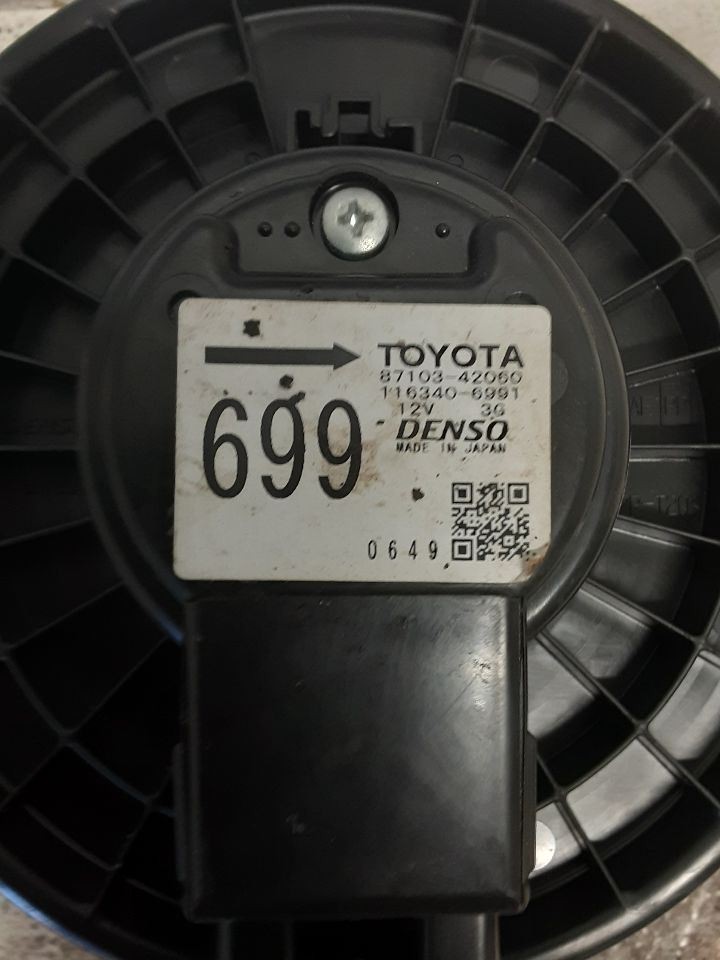 TOYOTA
87103-42060
116340-6991
12V 3G
DENSO
MADE IN JAPAN
699
0649